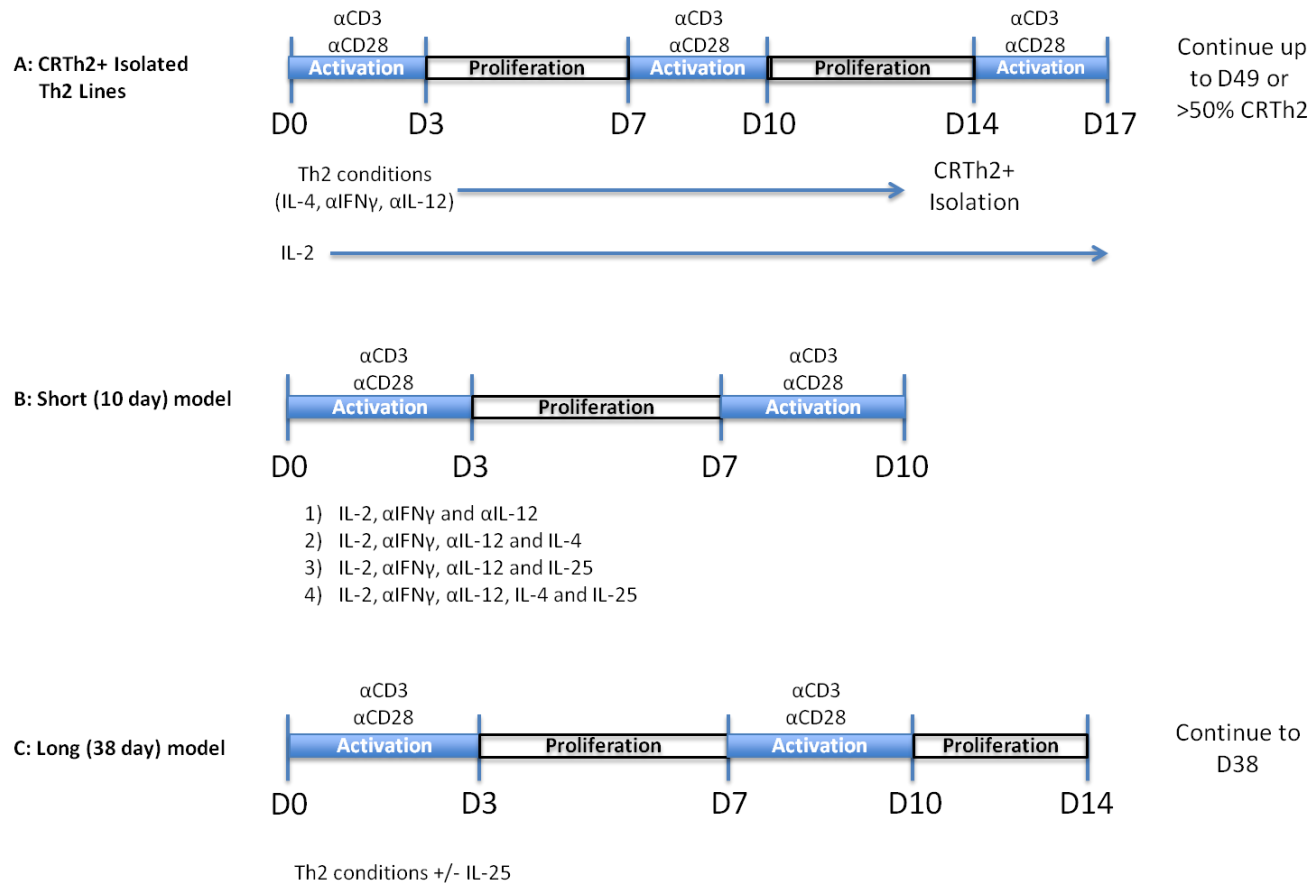 αCD3 αCD3 αCD3
αCD28 αCD28 αCD28
A: CRTh2+ Isolated
Th2 Lines
Activation Proliferation Activation Proliferation Activation
D0 D3 D7 D10 D14 D17
Continue up
to D49 or
>50% CRTh2
Th2 conditions
(IL-4, αIFNγ, αIL-12)
CRTh2+
Isolation
IL-2
αCD3 αCD3
αCD28 αCD28
B: Short (10 day) model
Activation Proliferation Activation
D0 D3 D7 D10
1) IL-2, αIFNγ and αIL-12
2) IL-2, αIFNγ, αIL-12 and IL-4
3) IL-2, αIFNγ, αIL-12 and IL-25
4) IL-2, αIFNγ, αIL-12, IL-4 and IL-25
αCD3 αCD3
αCD28 αCD28
C: Long (38 day) model
Activation Proliferation Activation Proliferation
D0 D3 D7 D10 D14
Continue to
D38
Th2 conditions +/- IL-25